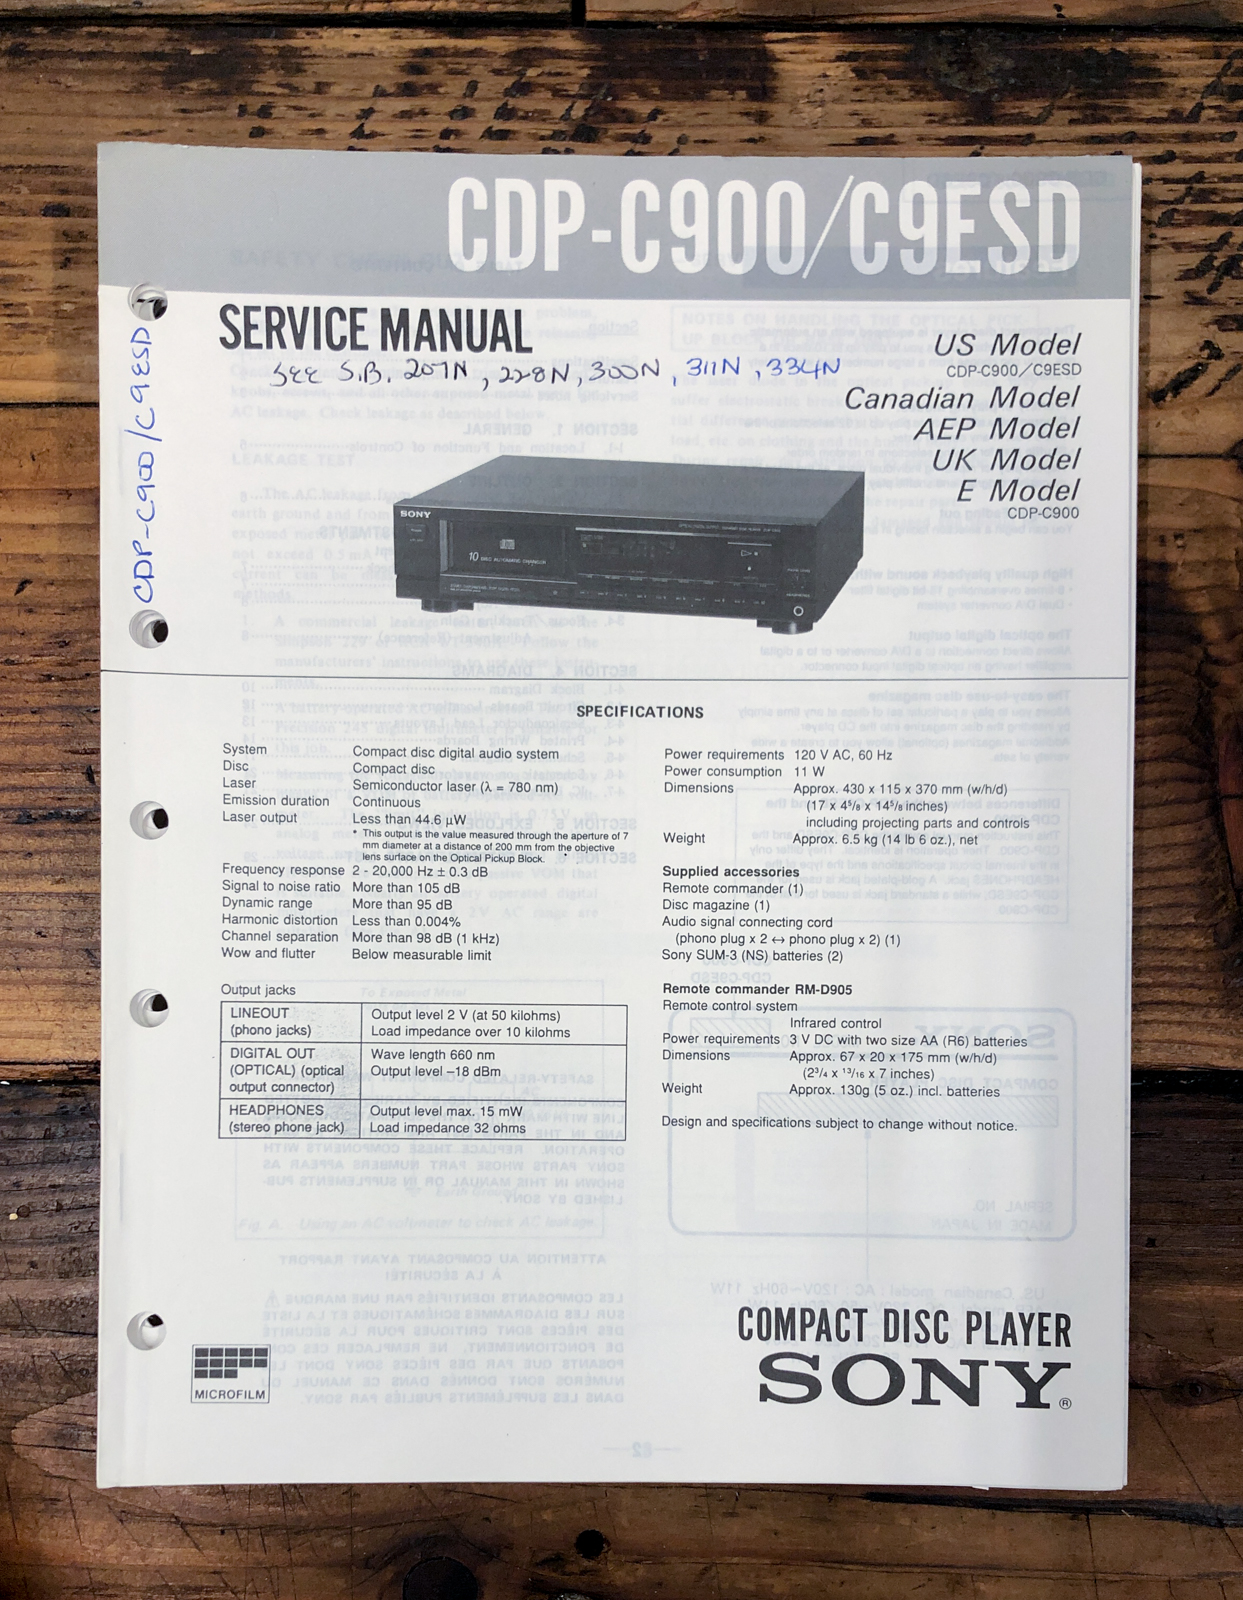 CDP-C900/C9ESD
SERVICE MANUAL
SEE S.B. 207N, 228N, 300N, 311N, 334N
CDP-C900/C9ESD
US Model
CDP-C900/C9ESD
Canadian Model
AEP Model
UK Model
E Model
CDP-C900
SONY
10 DISC AUTOMATIC CHANGER
SPECIFICATIONS
System Compact disc digital audio system
Disc Compact disc
Laser Semiconductor laser (λ = 780 nm)
Emission duration Continuous
Laser output Less than 44.6 μW
* This output is the value measured through the aperture of 7
mm diameter at a distance of 200 mm from the objective
lens surface on the Optical Pickup Block.
Frequency response 2 - 20,000 Hz ± 0.3 dB
Signal to noise ratio More than 105 dB
Dynamic range More than 95 dB
Harmonic distortion Less than 0.004%
Channel separation More than 98 dB (1 kHz)
Wow and flutter Below measurable limit
Output jacks
LINEOUT Output level 2 V (at 50 kilohms)
(phono jacks) Load impedance over 10 kilohms
DIGITAL OUT Wave length 660 nm
(OPTICAL) (optical Output level –18 dBm
output connector)
HEADPHONES Output level max. 15 mW
(stereo phone jack) Load impedance 32 ohms
Power requirements 120 V AC, 60 Hz
Power consumption 11 W
Dimensions Approx. 430 x 115 x 370 mm (w/h/d)
(17 x 4⁵/₈ x 14⁵/₈ inches)
including projecting parts and controls
Weight Approx. 6.5 kg (14 lb 6 oz.), net
Supplied accessories
Remote commander (1)
Disc magazine (1)
Audio signal connecting cord
(phono plug x 2 ↔ phono plug x 2) (1)
Sony SUM-3 (NS) batteries (2)
Remote commander RM-D905
Remote control system
Infrared control
Power requirements 3 V DC with two size AA (R6) batteries
Dimensions Approx. 67 x 20 x 175 mm (w/h/d)
(2³/₄ x ¹³/₁₆ x 7 inches)
Weight Approx. 130g (5 oz.) incl. batteries
Design and specifications subject to change without notice.
MICROFILM
COMPACT DISC PLAYER
SONY®